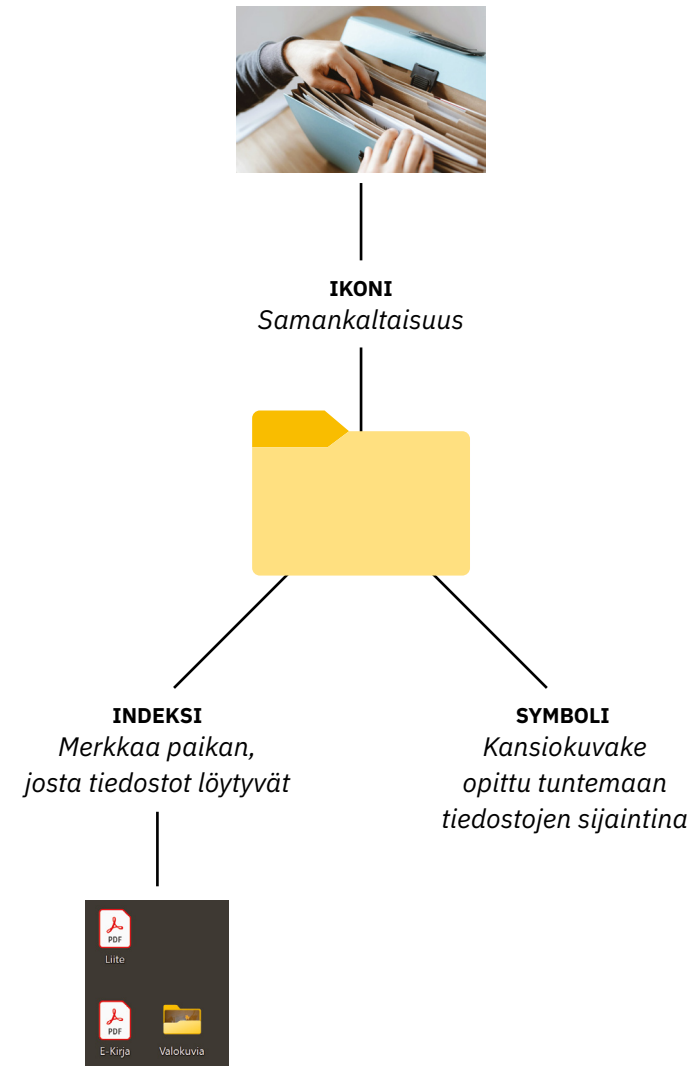 IKONI
Samankaltaisuus
INDEKSI
Merkkaa paikan,
josta tiedostot löytyvät
SYMBOLI
Kansiokuvake
opittu tuntemaan
tiedostojen sijaintina
PDF
Liite
PDF
E-Kirja
Valokuvia